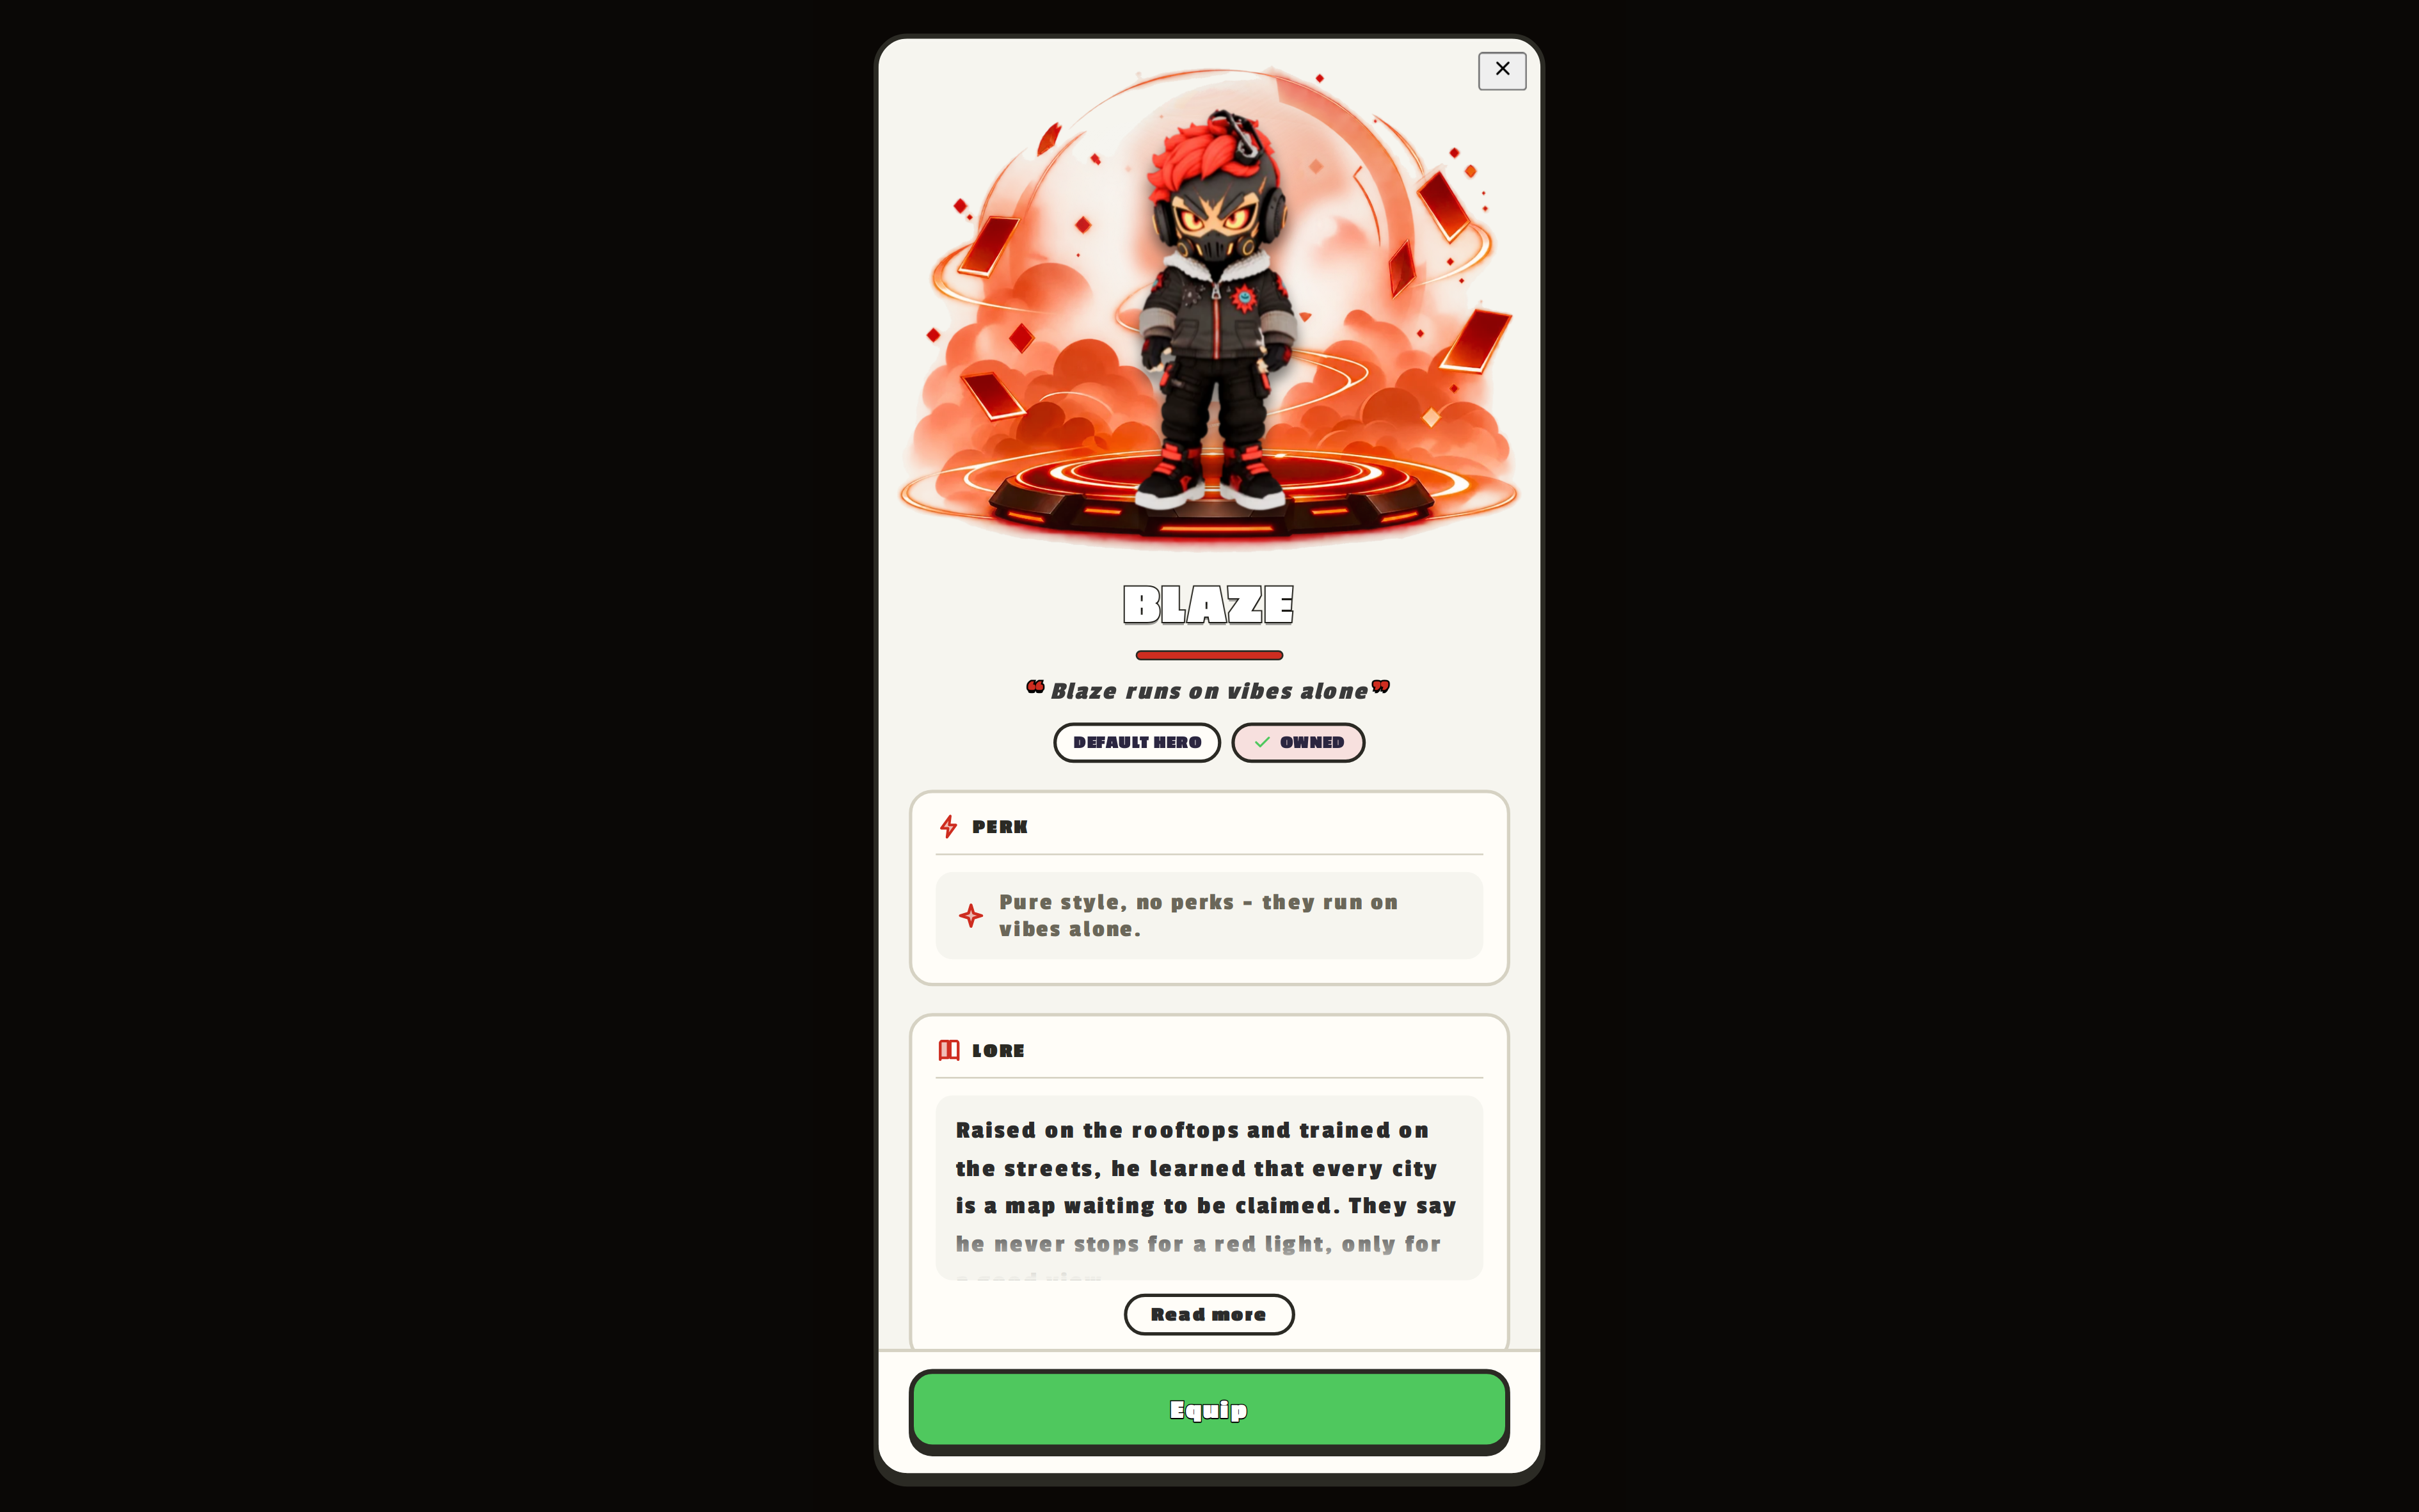 BLAZE
❝ Blaze runs on vibes alone ❞
DEFAULT HERO
OWNED
PERK
Pure style, no perks – they run on
vibes alone.
LORE
Raised on the rooftops and trained on
the streets, he learned that every city
is a map waiting to be claimed. They say
he never stops for a red light, only for
Read more
Equip